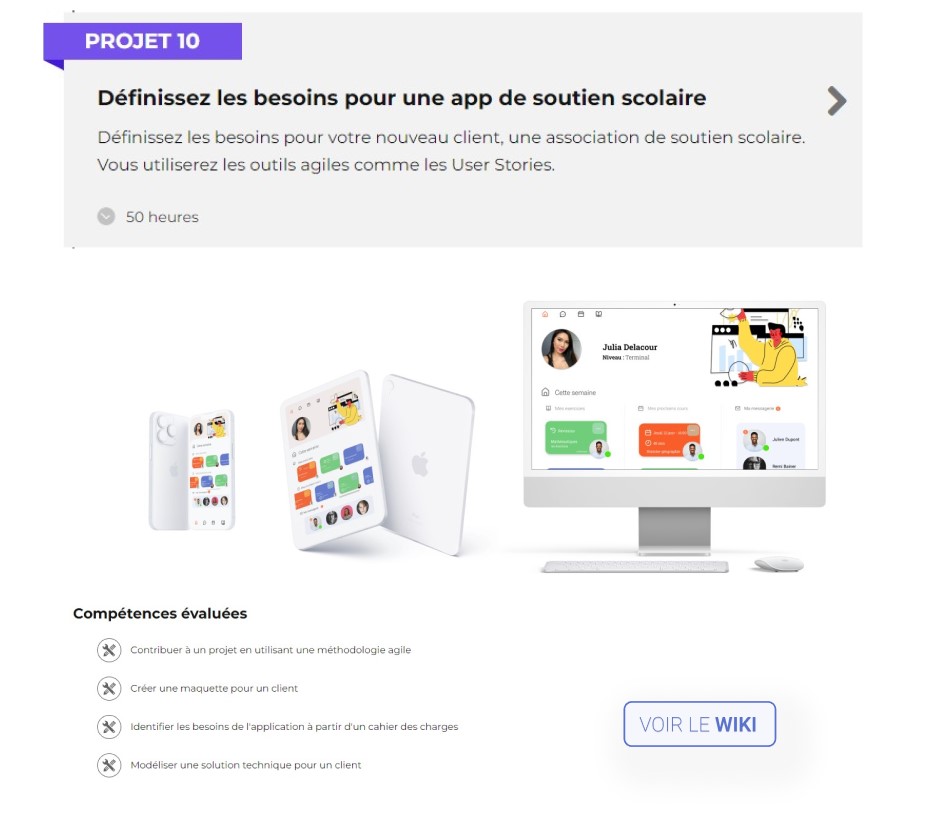 PROJET 10
Définissez les besoins pour une app de soutien scolaire
Définissez les besoins pour votre nouveau client, une association de soutien scolaire.
Vous utiliserez les outils agiles comme les User Stories.
50 heures
Julia Delacour
Niveau : Terminal
Cette semaine
Mes exercices
Mes prochains cours
Ma messagerie
Mathématiques
Julien Dupont
Compétences évaluées
Contribuer à un projet en utilisant une méthodologie agile
Créer une maquette pour un client
Identifier les besoins de l'application à partir d'un cahier des charges
Modéliser une solution technique pour un client
VOIR LE WIKI